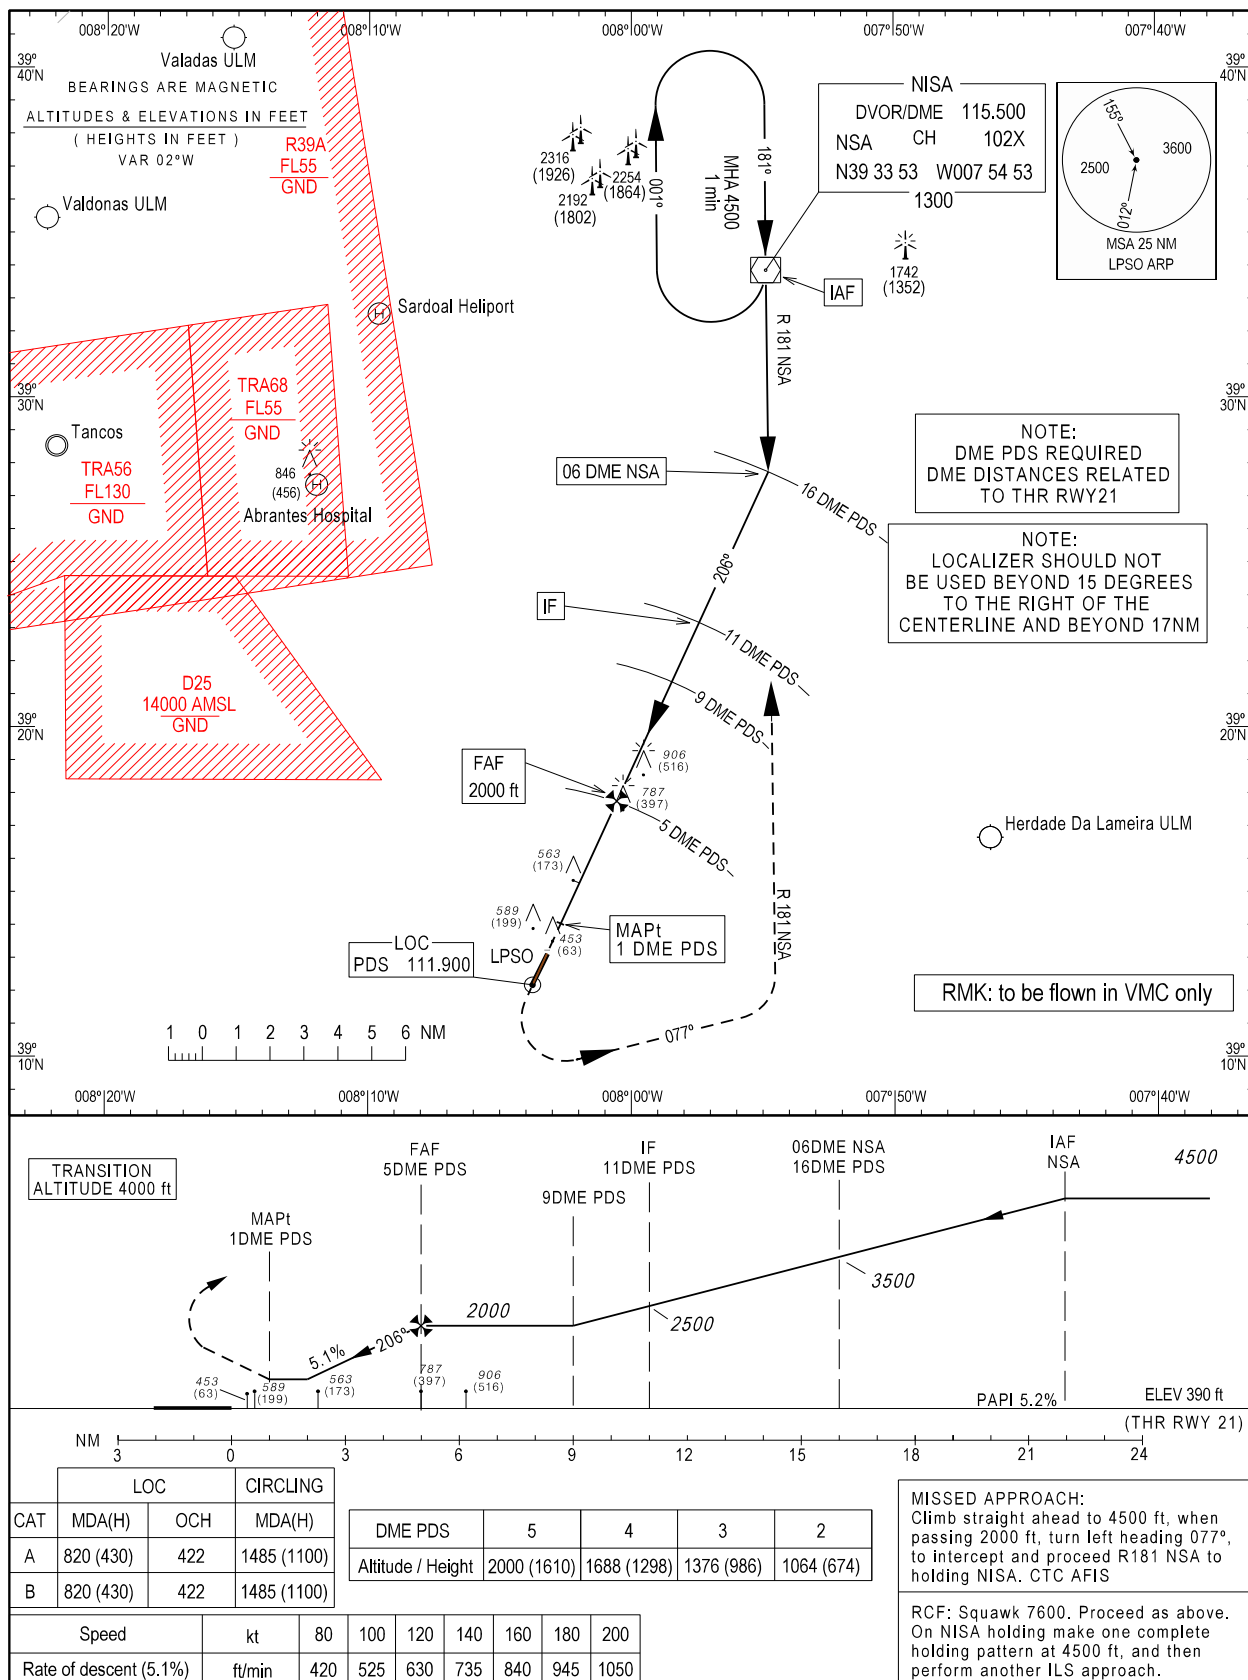 008°20'W 008°10'W 008°00'W 007°50'W 007°40'W
39°
40'N
39°
40'N
Valadas ULM
BEARINGS ARE MAGNETIC
ALTITUDES & ELEVATIONS IN FEET
( HEIGHTS IN FEET )
VAR 02°W
R39A
FL55
GND
Valdonas ULM
2316
(1926)
2254
(1864)
2192
(1802)
001°
MHA 4500
1 min
181°
NISA
DVOR/DME 115.500
NSA CH 102X
N39 33 53 W007 54 53
1300
155°
3600
2500
012°
MSA 25 NM
LPSO ARP
1742
(1352)
IAF
H
Sardoal Heliport
R 181 NSA
39°
30'N
39°
30'N
TRA68
FL55
GND
Tancos
TRA56
FL130
GND
846
(456)
H
Abrantes Hospital
06 DME NSA
16 DME PDS
NOTE:
DME PDS REQUIRED
DME DISTANCES RELATED
TO THR RWY21
NOTE:
LOCALIZER SHOULD NOT
BE USED BEYOND 15 DEGREES
TO THE RIGHT OF THE
CENTERLINE AND BEYOND 17NM
206°
IF
11 DME PDS
9 DME PDS
D25
14000 AMSL
GND
39°
20'N
39°
20'N
FAF
2000 ft
906
(516)
787
(397)
5 DME PDS
Herdade Da Lameira ULM
563
(173)
589
(199)
453
(63)
MAPt
1 DME PDS
R 181 NSA
LOC
PDS 111.900
LPSO
RMK: to be flown in VMC only
077°
1 0 1 2 3 4 5 6 NM
39°
10'N
39°
10'N
008°20'W 008°10'W 008°00'W 007°50'W 007°40'W
TRANSITION
ALTITUDE 4000 ft
MAPt
1DME PDS
FAF
5DME PDS
9DME PDS
IF
11DME PDS
06DME NSA
16DME PDS
IAF
NSA
4500
3500
2500
2000
206°
5.1%
453
(63)
589
(199)
563
(173)
787
(397)
906
(516)
PAPI 5.2%
ELEV 390 ft
(THR RWY 21)
NM
3 0 3 6 9 12 15 18 21 24
LOC CIRCLING
CAT MDA(H) OCH MDA(H)
A 820 (430) 422 1485 (1100)
B 820 (430) 422 1485 (1100)
DME PDS 5 4 3 2
Altitude / Height 2000 (1610) 1688 (1298) 1376 (986) 1064 (674)
Speed kt 80 100 120 140 160 180 200
Rate of descent (5.1%) ft/min 420 525 630 735 840 945 1050
MISSED APPROACH:
Climb straight ahead to 4500 ft, when
passing 2000 ft, turn left heading 077°,
to intercept and proceed R181 NSA to
holding NISA. CTC AFIS
RCF: Squawk 7600. Proceed as above.
On NISA holding make one complete
holding pattern at 4500 ft, and then
perform another ILS approach.